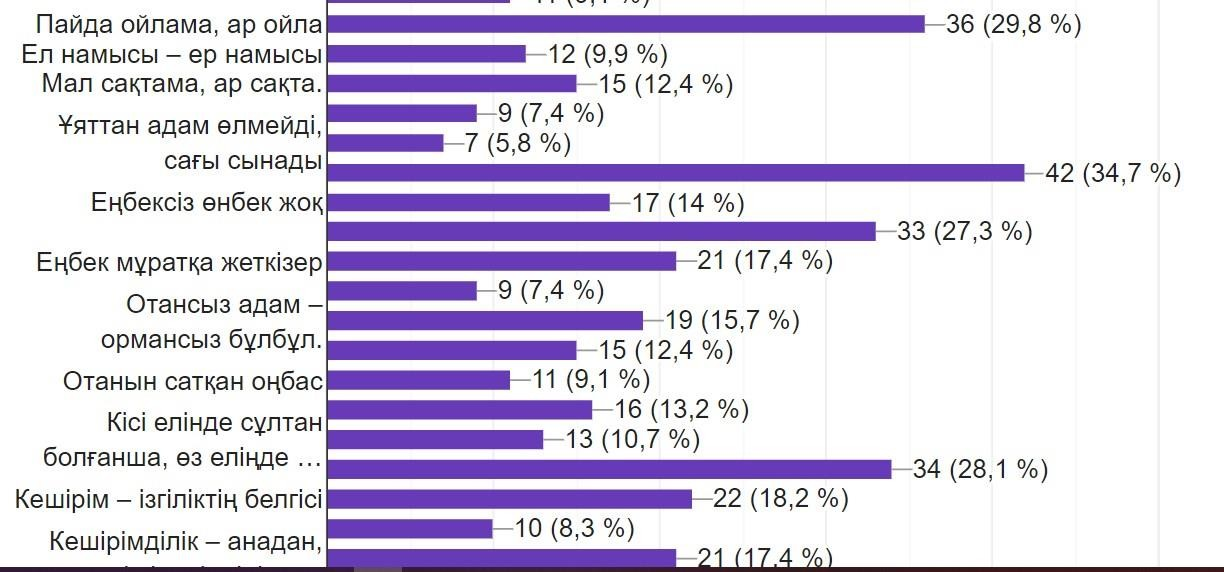 Пайда ойлама, ар ойла 36 (29,8 %)
Ел намысы – ер намысы 12 (9,9 %)
Мал сақтама, ар сақта. 15 (12,4 %)
9 (7,4 %)
Ұяттан адам өлмейді,
7 (5,8 %)
сағы сынады
42 (34,7 %)
Еңбексіз өнбек жоқ 17 (14 %)
33 (27,3 %)
Еңбек мұратқа жеткізер 21 (17,4 %)
9 (7,4 %)
Отансыз адам –
19 (15,7 %)
ормансыз бұлбұл.
15 (12,4 %)
Отанын сатқан оңбас 11 (9,1 %)
16 (13,2 %)
Кісі елінде сұлтан
13 (10,7 %)
болғанша, өз еліңде …
34 (28,1 %)
Кешірім – ізгіліктің белгісі 22 (18,2 %)
10 (8,3 %)
Кешірімділік – анадан,
21 (17,4 %)